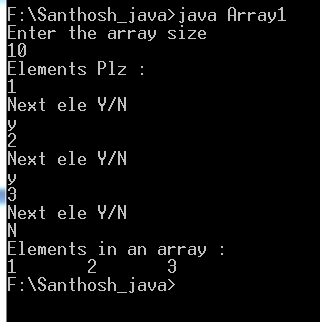 F:\Santhosh_java>java Array1
Enter the array size
10
Elements Plz :
1
Next ele Y/N
y
2
Next ele Y/N
y
3
Next ele Y/N
N
Elements in an array :
1	2	3
F:\Santhosh_java>